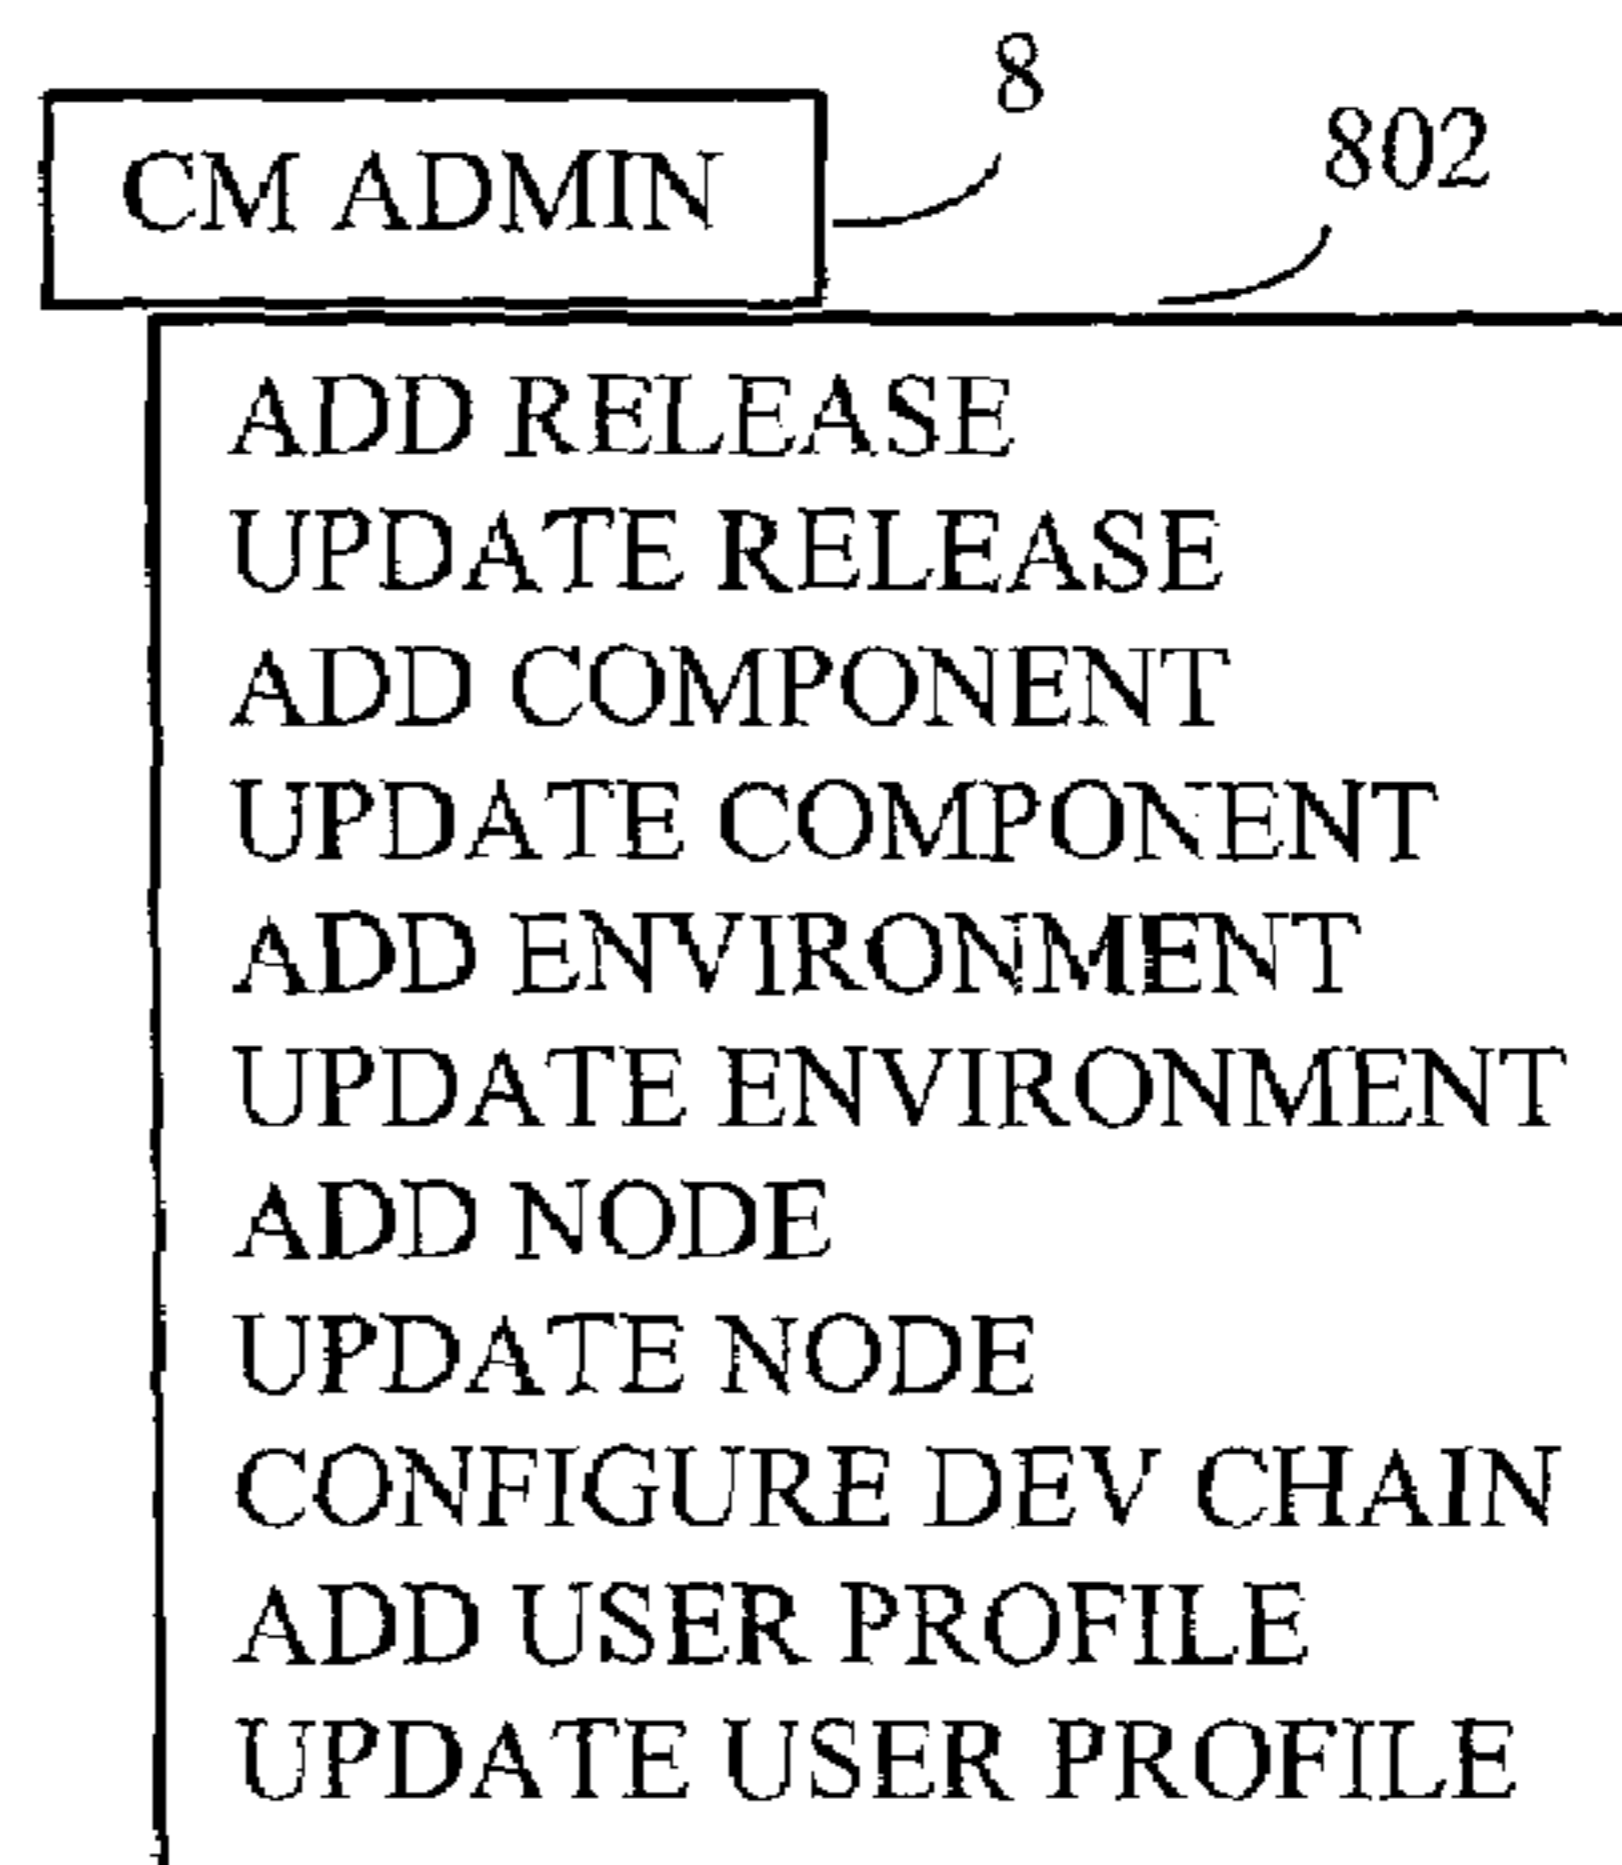 8
802
CM ADMIN
ADD RELEASE
UPDATE RELEASE
ADD COMPONENT
UPDATE COMPONENT
ADD ENVIRONMENT
UPDATE ENVIRONMENT
ADD NODE
UPDATE NODE
CONFIGURE DEV CHAIN
ADD USER PROFILE
UPDATE USER PROFILE